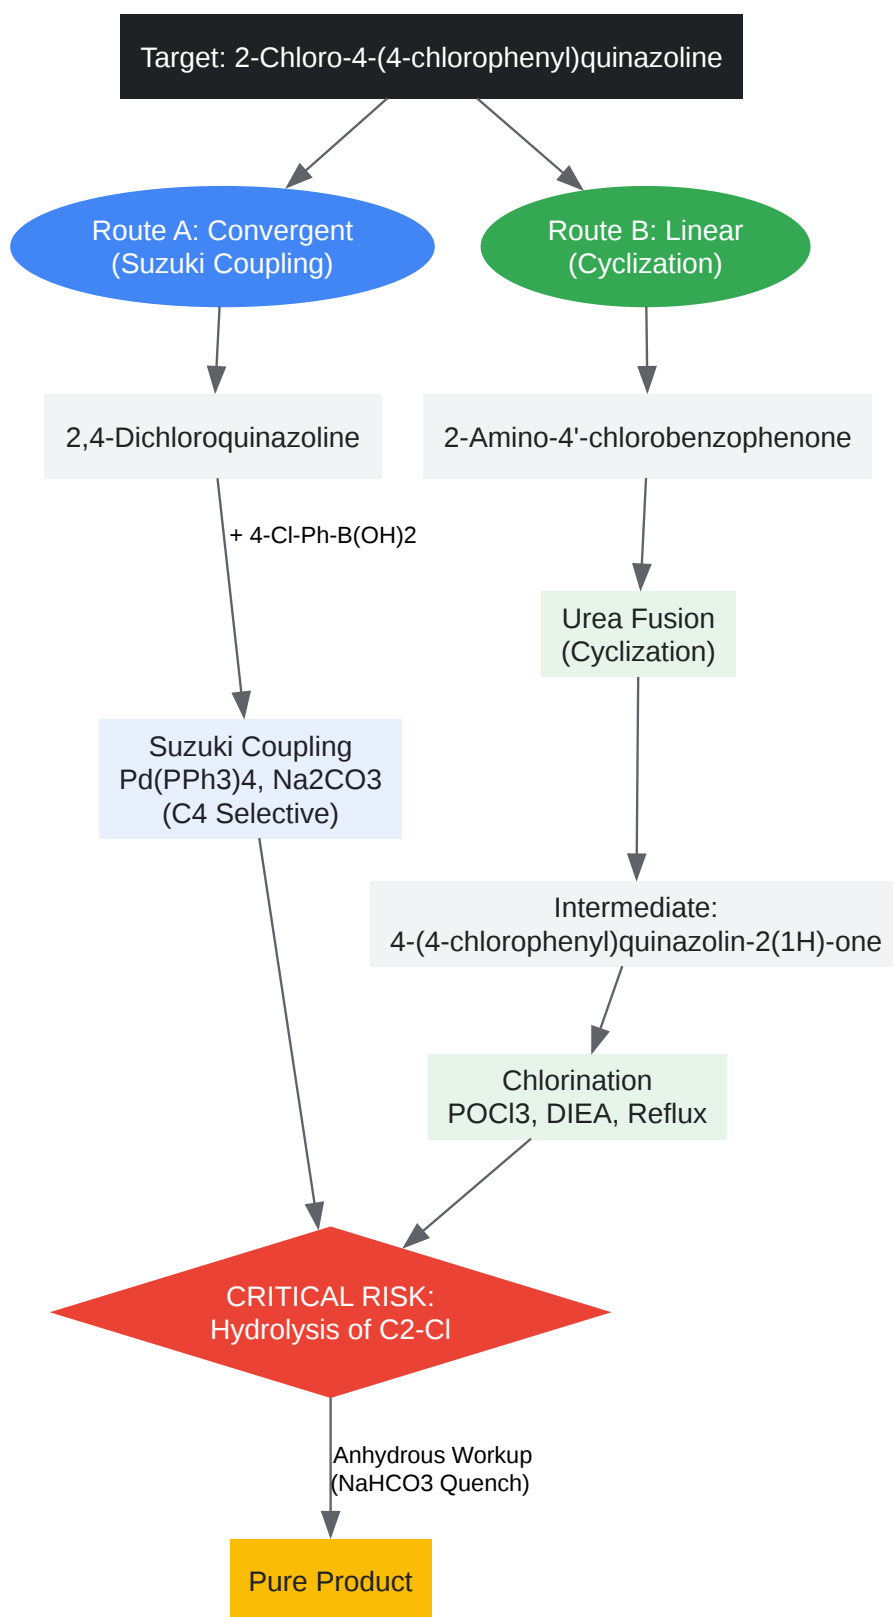 Target: 2-Chloro-4-(4-chlorophenyl)quinazoline
Route A: Convergent
(Suzuki Coupling)
Route B: Linear
(Cyclization)
2,4-Dichloroquinazoline
2-Amino-4'-chlorobenzophenone
+ 4-Cl-Ph-B(OH)2
Urea Fusion
(Cyclization)
Suzuki Coupling
Pd(PPh3)4, Na2CO3
(C4 Selective)
Intermediate:
4-(4-chlorophenyl)quinazolin-2(1H)-one
Chlorination
POCl3, DIEA, Reflux
CRITICAL RISK:
Hydrolysis of C2-Cl
Anhydrous Workup
(NaHCO3 Quench)
Pure Product